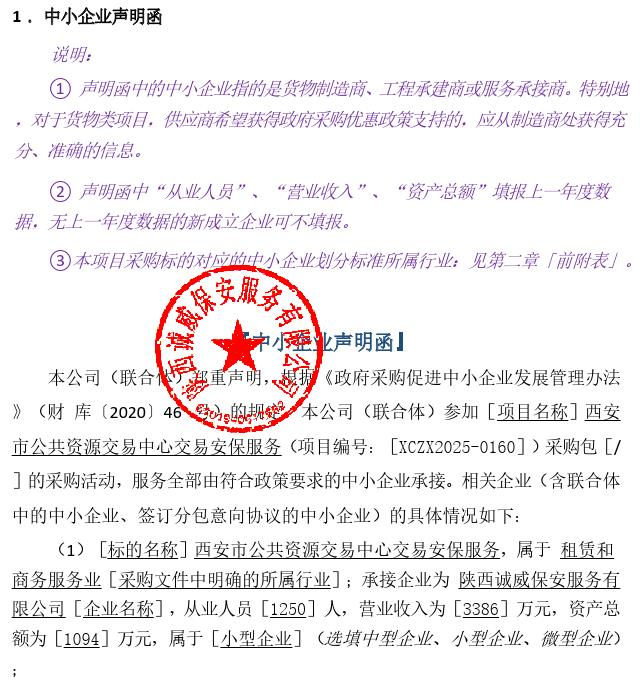 1．中小企业声明函
说明：
① 声明函中的中小企业指的是货物制造商、工程承建商或服务承接商。特别地
，对于货物类项目，供应商希望获得政府采购优惠政策支持的，应从制造商处获得充
分、准确的信息。
② 声明函中“从业人员”、“营业收入”、“资产总额”填报上一年度数
据，无上一年度数据的新成立企业可不填报。
③本项目采购标的对应的中小企业划分标准所属行业：见第二章「前附表」。
陕西诚威保安服务有限公司
『中小企业声明函』
本公司（联合体）郑重声明，根据《政府采购促进中小企业发展管理办法
》（财 库〔2020〕46 号）的规定，本公司（联合体）参加［项目名称］西安
市公共资源交易中心交易安保服务（项目编号：［XCZX2025-0160］）采购包［/
］的采购活动，服务全部由符合政策要求的中小企业承接。相关企业（含联合体
中的中小企业、签订分包意向协议的中小企业）的具体情况如下：
（1）［标的名称］西安市公共资源交易中心交易安保服务，属于 租赁和
商务服务业［采购文件中明确的所属行业］；承接企业为 陕西诚威保安服务有
限公司［企业名称］，从业人员［1250］人，营业收入为［3386］万元，资产总
额为［1094］万元，属于［小型企业］（选填中型企业、小型企业、微型企业）
；